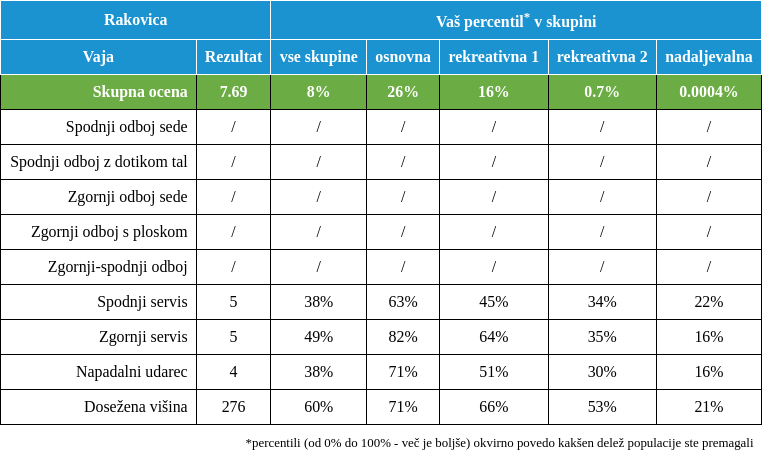 Rakovica Vaš percentil* v skupini
Vaja Rezultat vse skupine osnovna rekreativna 1 rekreativna 2 nadaljevalna
Skupna ocena 7.69 8% 26% 16% 0.7% 0.0004%
Spodnji odboj sede / / / / / /
Spodnji odboj z dotikom tal / / / / / /
Zgornji odboj sede / / / / / /
Zgornji odboj s ploskom / / / / / /
Zgornji-spodnji odboj / / / / / /
Spodnji servis 5 38% 63% 45% 34% 22%
Zgornji servis 5 49% 82% 64% 35% 16%
Napadalni udarec 4 38% 71% 51% 30% 16%
Dosežena višina 276 60% 71% 66% 53% 21%
*percentili (od 0% do 100% - več je boljše) okvirno povedo kakšen delež populacije ste premagali